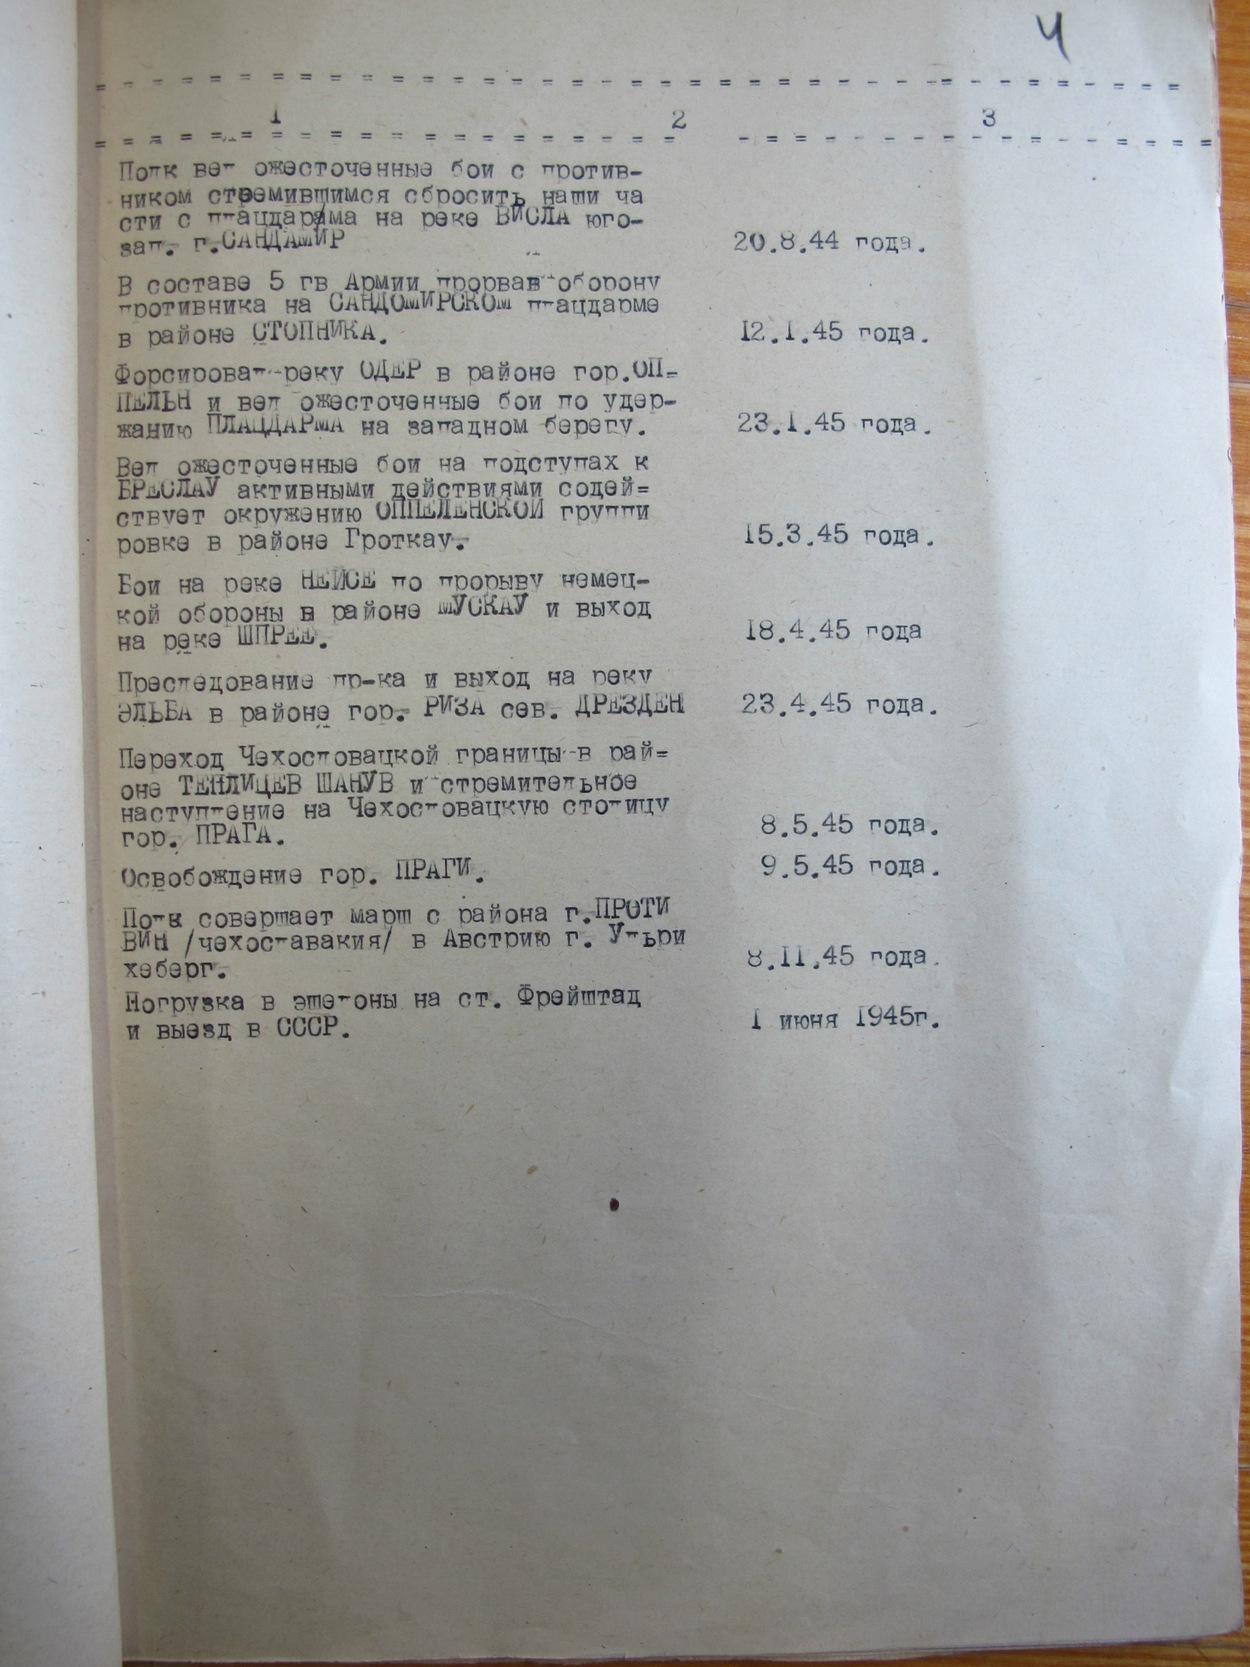 4
1 2 3
Полк вел ожесточенные бои с против-
ником стремившимся сбросить наши ча
сти с плацдарма на реке ВИСЛА юго-
зап. г.САНДАМИР 20.8.44 года.
В составе 5 гв Армии прорвав оборону
противника на САНДОМИРСКОМ плацдарме
в районе СТОПНИКА. 12.1.45 года.
Форсировал реку ОДЕР в районе гор.ОП-
ПЕЛЬН и вел ожесточенные бои по удер-
жанию ПЛАЦДАРМА на западном берегу. 23.1.45 года.
Вел ожесточенные бои на подступах к
БРЕСЛАУ активными действиями содей=
ствует окружению ОППЕЛЕНСКОЙ группи
ровке в районе Гроткау. 15.3.45 года.
Бои на реке НЕЙСЕ по прорыву немец-
кой обороны в районе МУСКАУ и выход
на реке ШПРЕЕ. 18.4.45 года
Преследование пр-ка и выход на реку
ЭЛЬБА в районе гор. РИЗА сев. ДРЕЗДЕН 23.4.45 года.
Переход Чехословацкой границы в рай=
оне ТЕПЛИЦЕВ ШАНУВ и стремительное
наступление на Чехословацкую столицу
гор. ПРАГА. 8.5.45 года.
Освобождение гор. ПРАГИ. 9.5.45 года.
Полк совершает марш с района г.ПРОТИ
ВИН /чехославакия/ в Австрию г. Ульри
хеберг. 8.II.45 года.
Погрузка в эшелоны на ст. Фрейштад
и выезд в СССР. 1 июня 1945г.